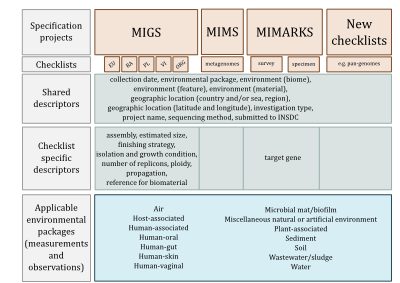 Specification
projects
MIGS
MIMS
MIMARKS
New
checklists
Checklists
EU
BA
PL
VI
ORG
metagenomes
survey
specimen
e.g. pan-genomes
Shared
descriptors
collection date, environmental package, environment (biome),
environment (feature), environment (material),
geographic location (country and/or sea, region),
geographic location (latitude and longitude), investigation type,
project name, sequencing method, submitted to INSDC
Checklist
specific
descriptors
assembly, estimated size,
finishing strategy,
isolation and growth condition,
number of replicons, ploidy,
propagation,
reference for biomaterial
target gene
Applicable
environmental
packages
(measurements
and
observations)
Air
Host-associated
Human-associated
Human-oral
Human-gut
Human-skin
Human-vaginal
Microbial mat/biofilm
Miscellaneous natural or artificial environment
Plant-associated
Sediment
Soil
Wastewater/sludge
Water